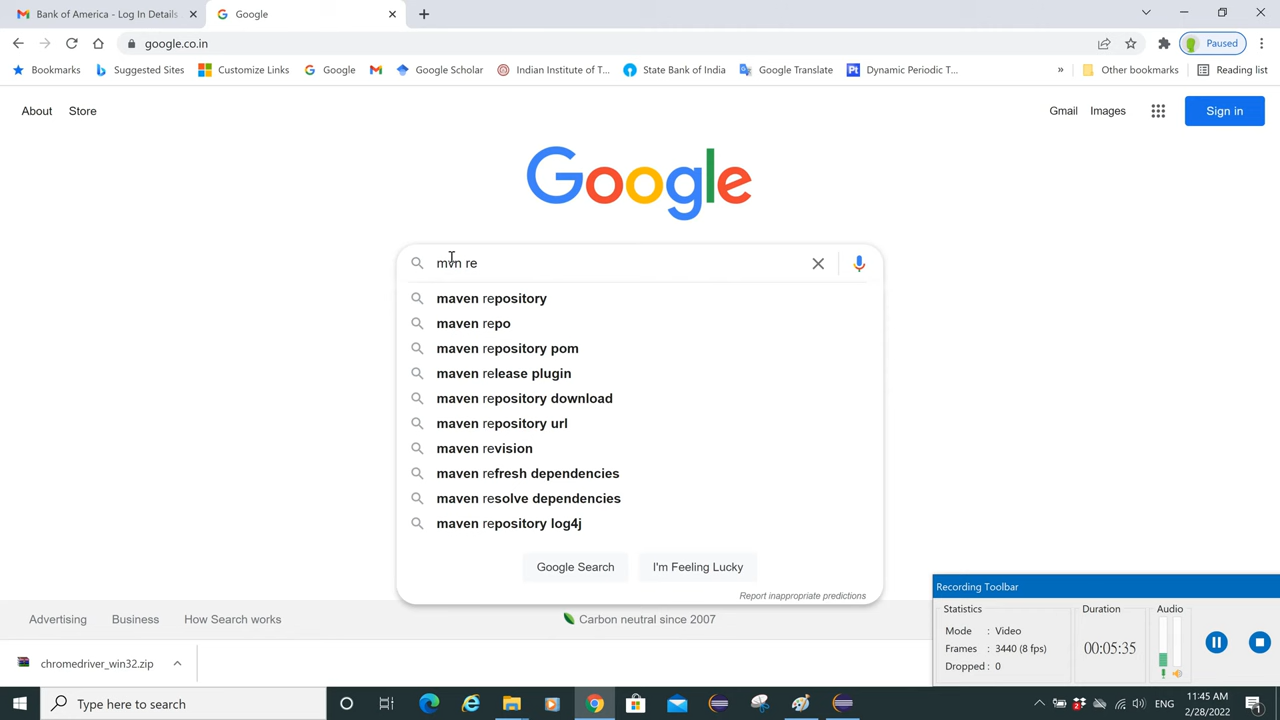 Bank of America - Log In Details
Google
google.co.in
Paused
Bookmarks
Suggested Sites
Customize Links
Google
Google Scholar
Indian Institute of T...
State Bank of India
Google Translate
Dynamic Periodic T...
»
Other bookmarks
Reading list
About
Store
Gmail
Images
Sign in
Google
mvn re
maven repository
maven repo
maven repository pom
maven release plugin
maven repository download
maven repository url
maven revision
maven refresh dependencies
maven resolve dependencies
maven repository log4j
Google Search
I'm Feeling Lucky
Report inappropriate predictions
Advertising
Business
How Search works
Carbon neutral since 2007
Recording Toolbar
Statistics
Mode : Video
Frames : 3440 (8 fps)
Dropped : 0
Duration
00:05:35
Audio
chromedriver_win32.zip
Type here to search
ENG
11:45 AM
2/28/2022